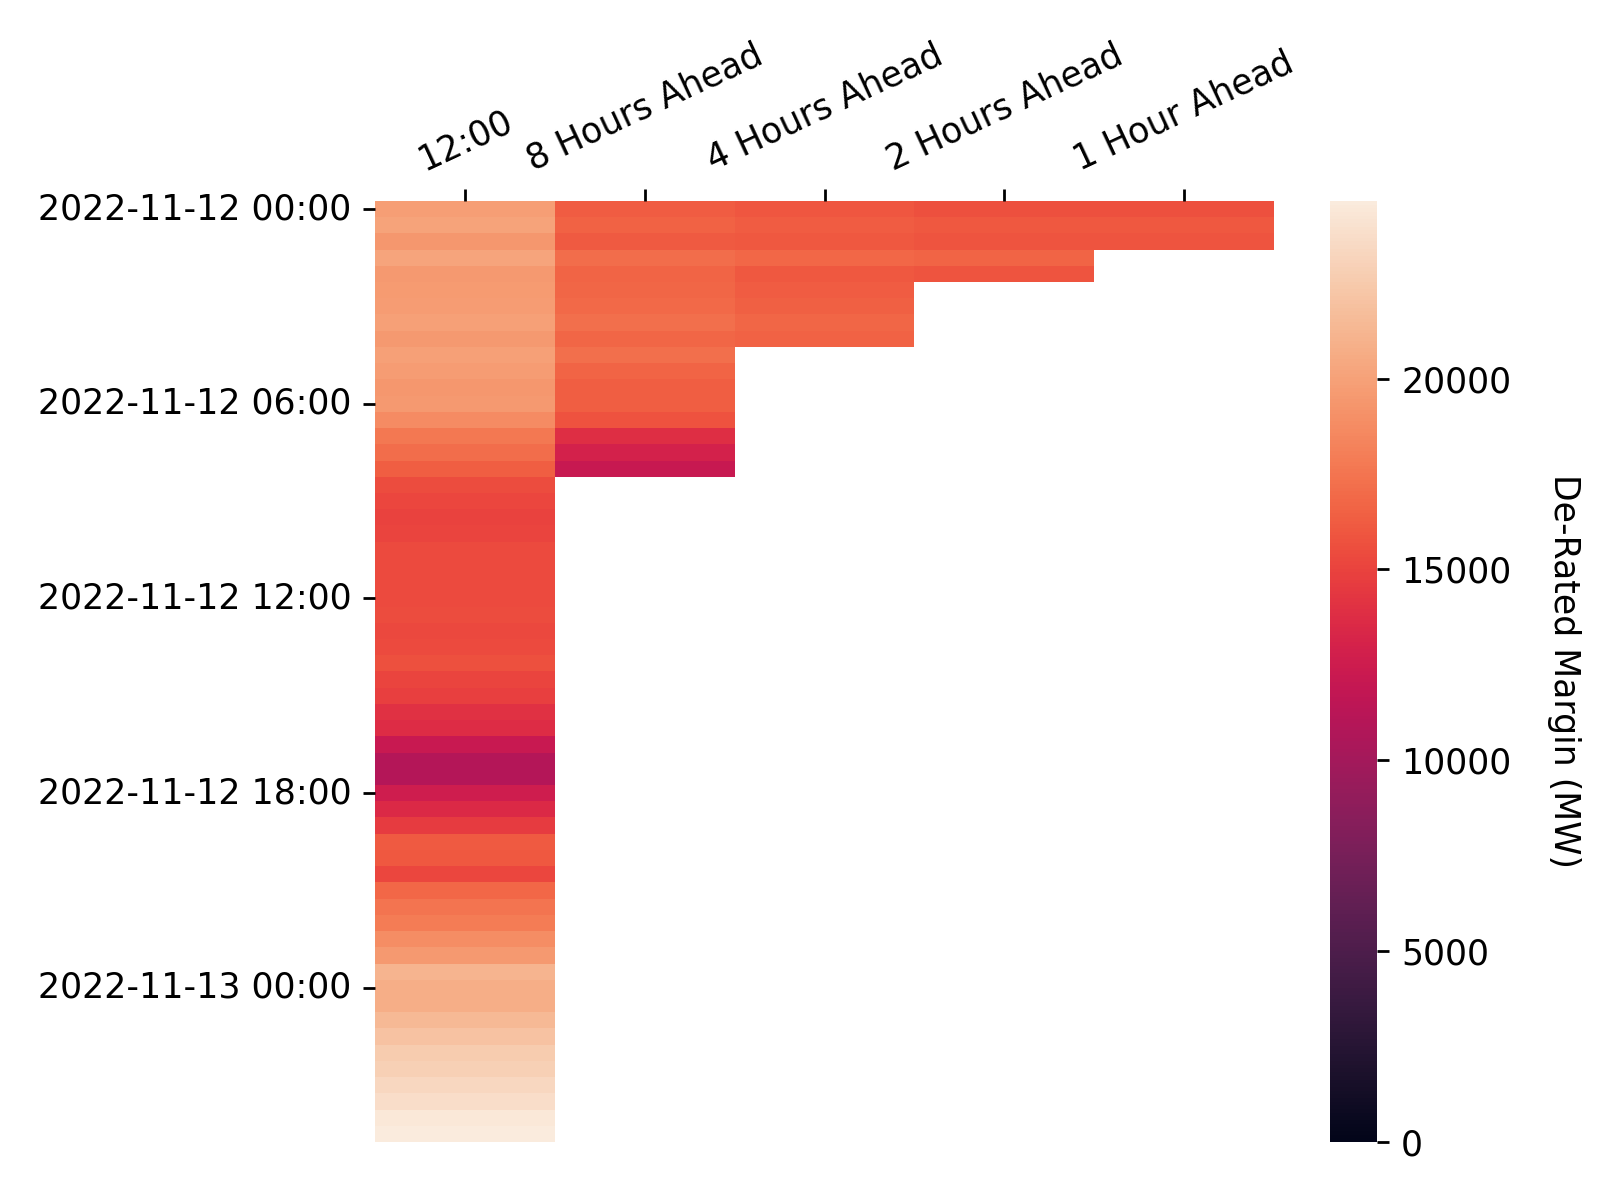 12:00
8 Hours Ahead
4 Hours Ahead
2 Hours Ahead
1 Hour Ahead
2022-11-12 00:00
2022-11-12 06:00
2022-11-12 12:00
2022-11-12 18:00
2022-11-13 00:00
20000
15000
10000
5000
0
De-Rated Margin (MW)